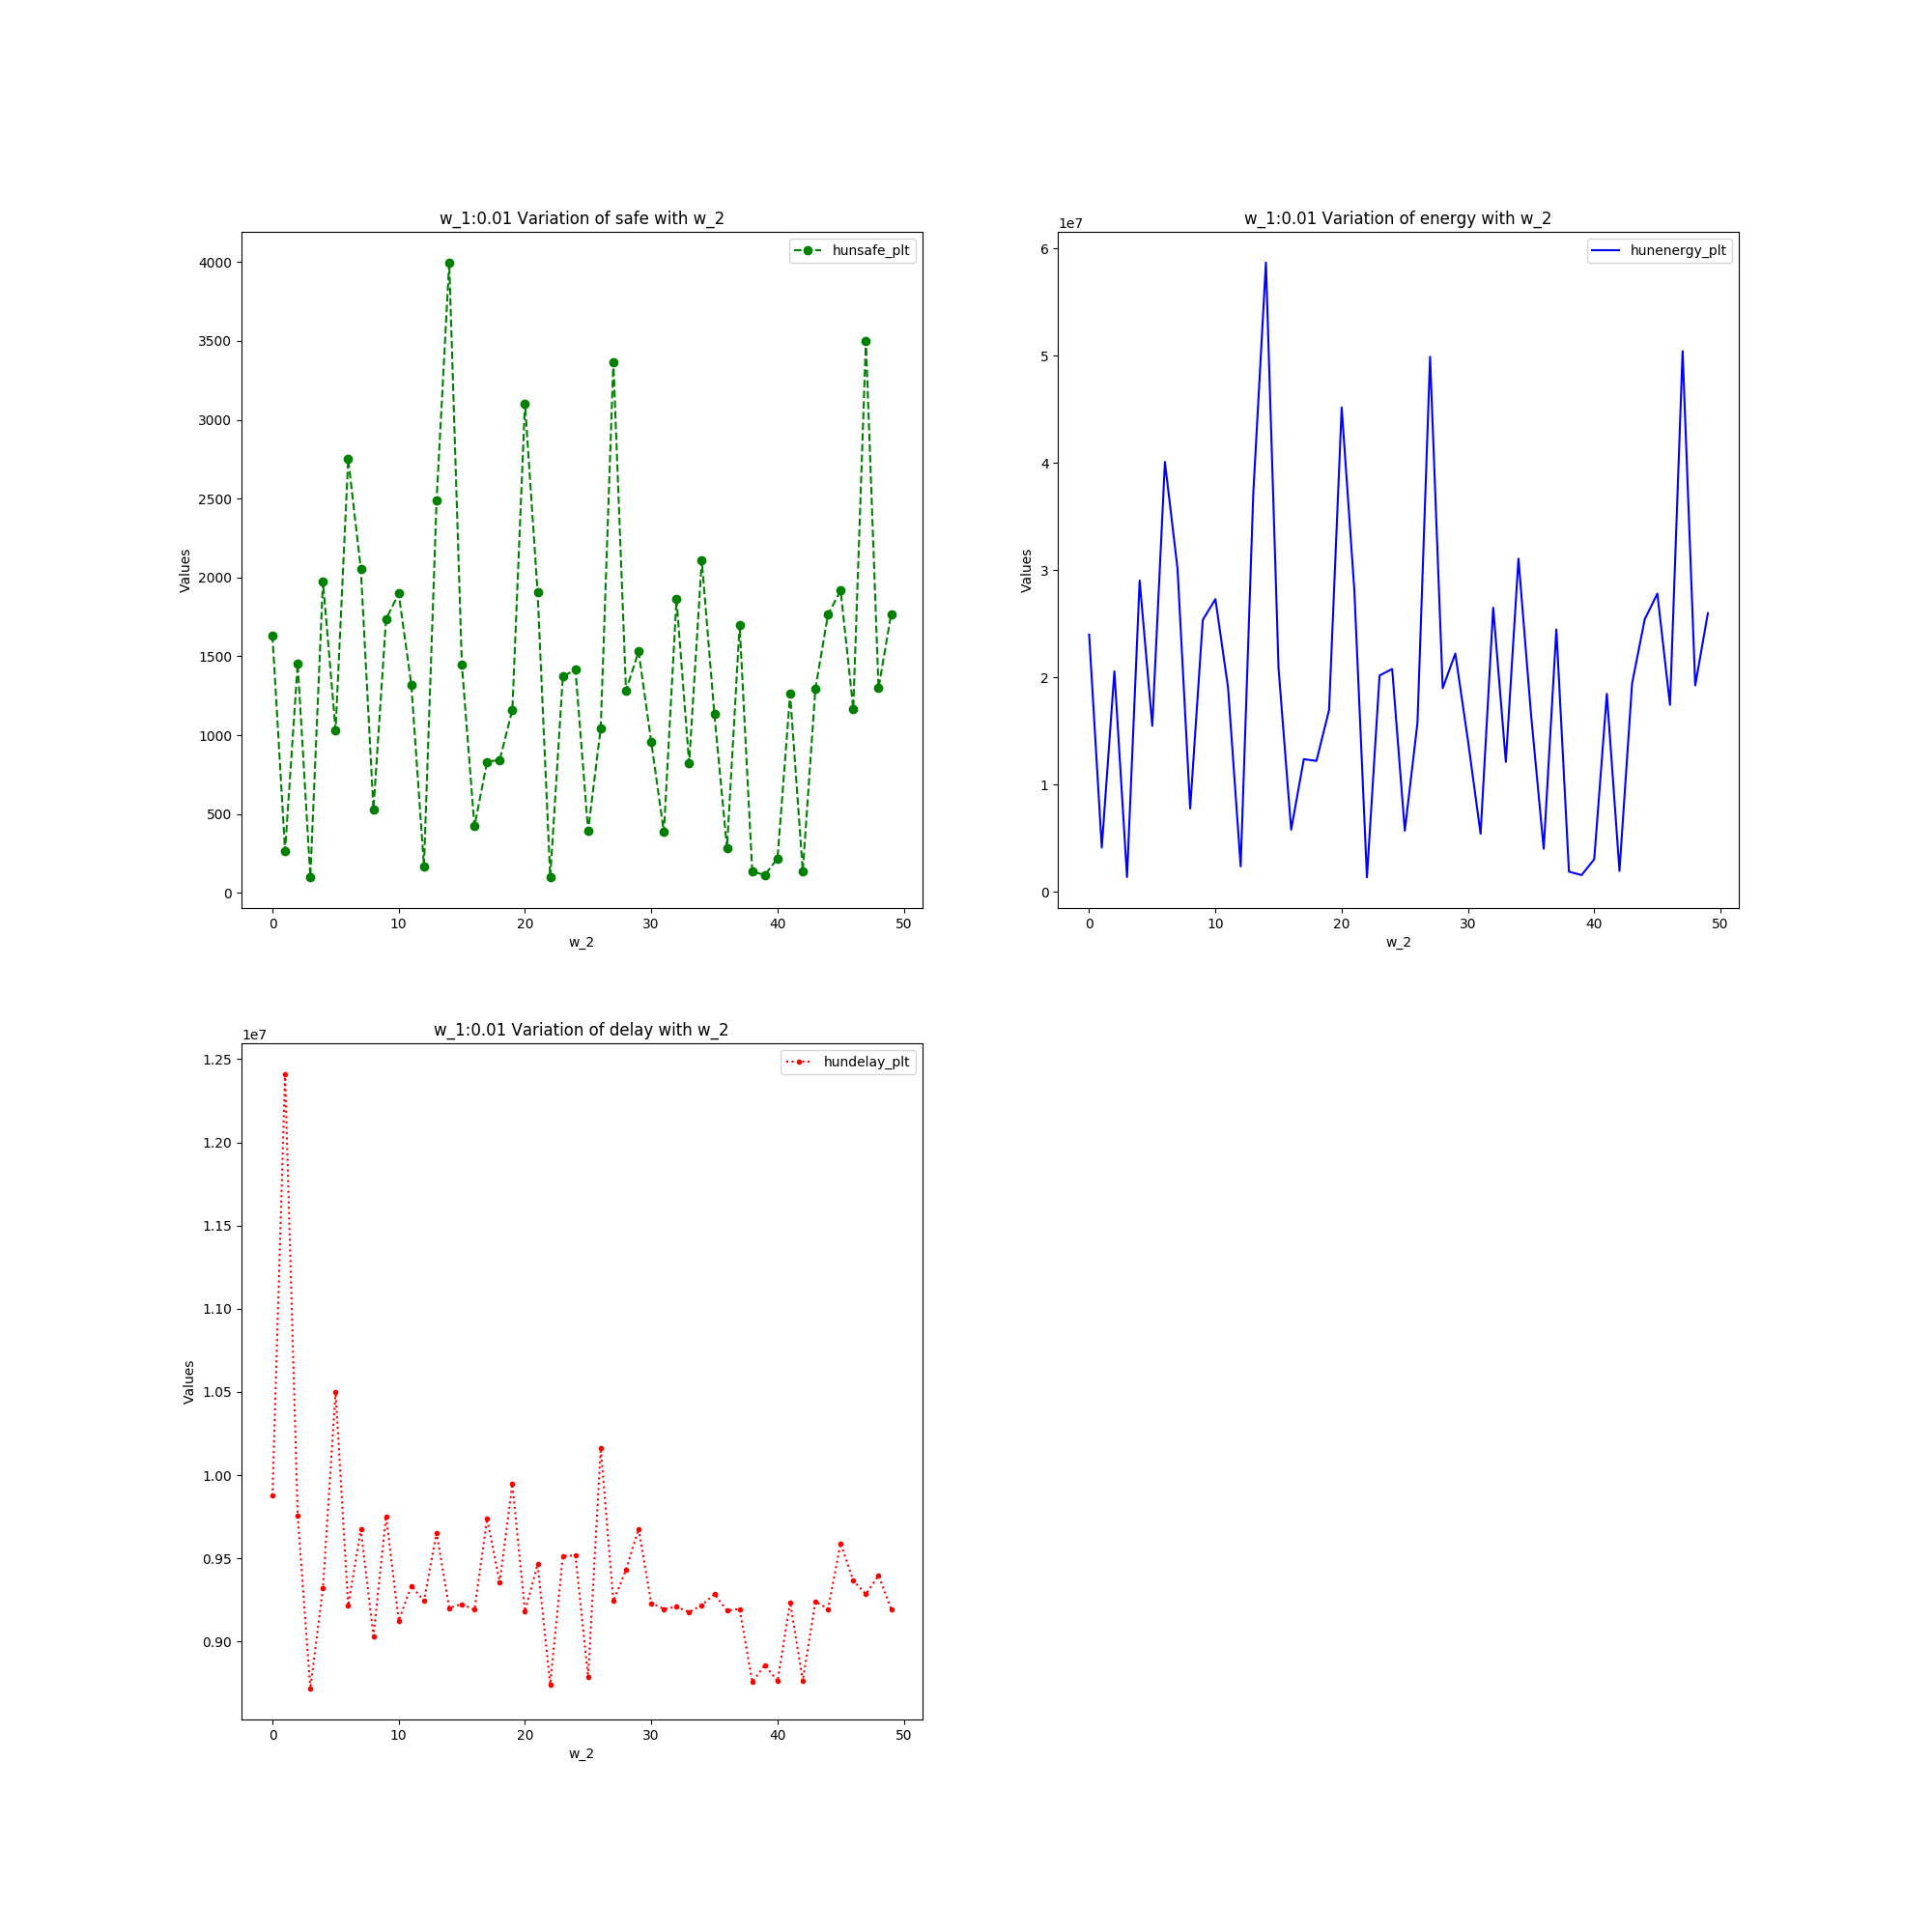 w_1:0.01 Variation of safe with w_2
hunsafe_plt
4000
3500
3000
2500
2000
1500
1000
500
0
Values
0 10 20 30 40 50
w_2
w_1:0.01 Variation of energy with w_2
1e7
hunenergy_plt
6
5
4
3
2
1
0
Values
0 10 20 30 40 50
w_2
w_1:0.01 Variation of delay with w_2
1e7
hundelay_plt
1.25
1.20
1.15
1.10
1.05
1.00
0.95
0.90
Values
0 10 20 30 40 50
w_2